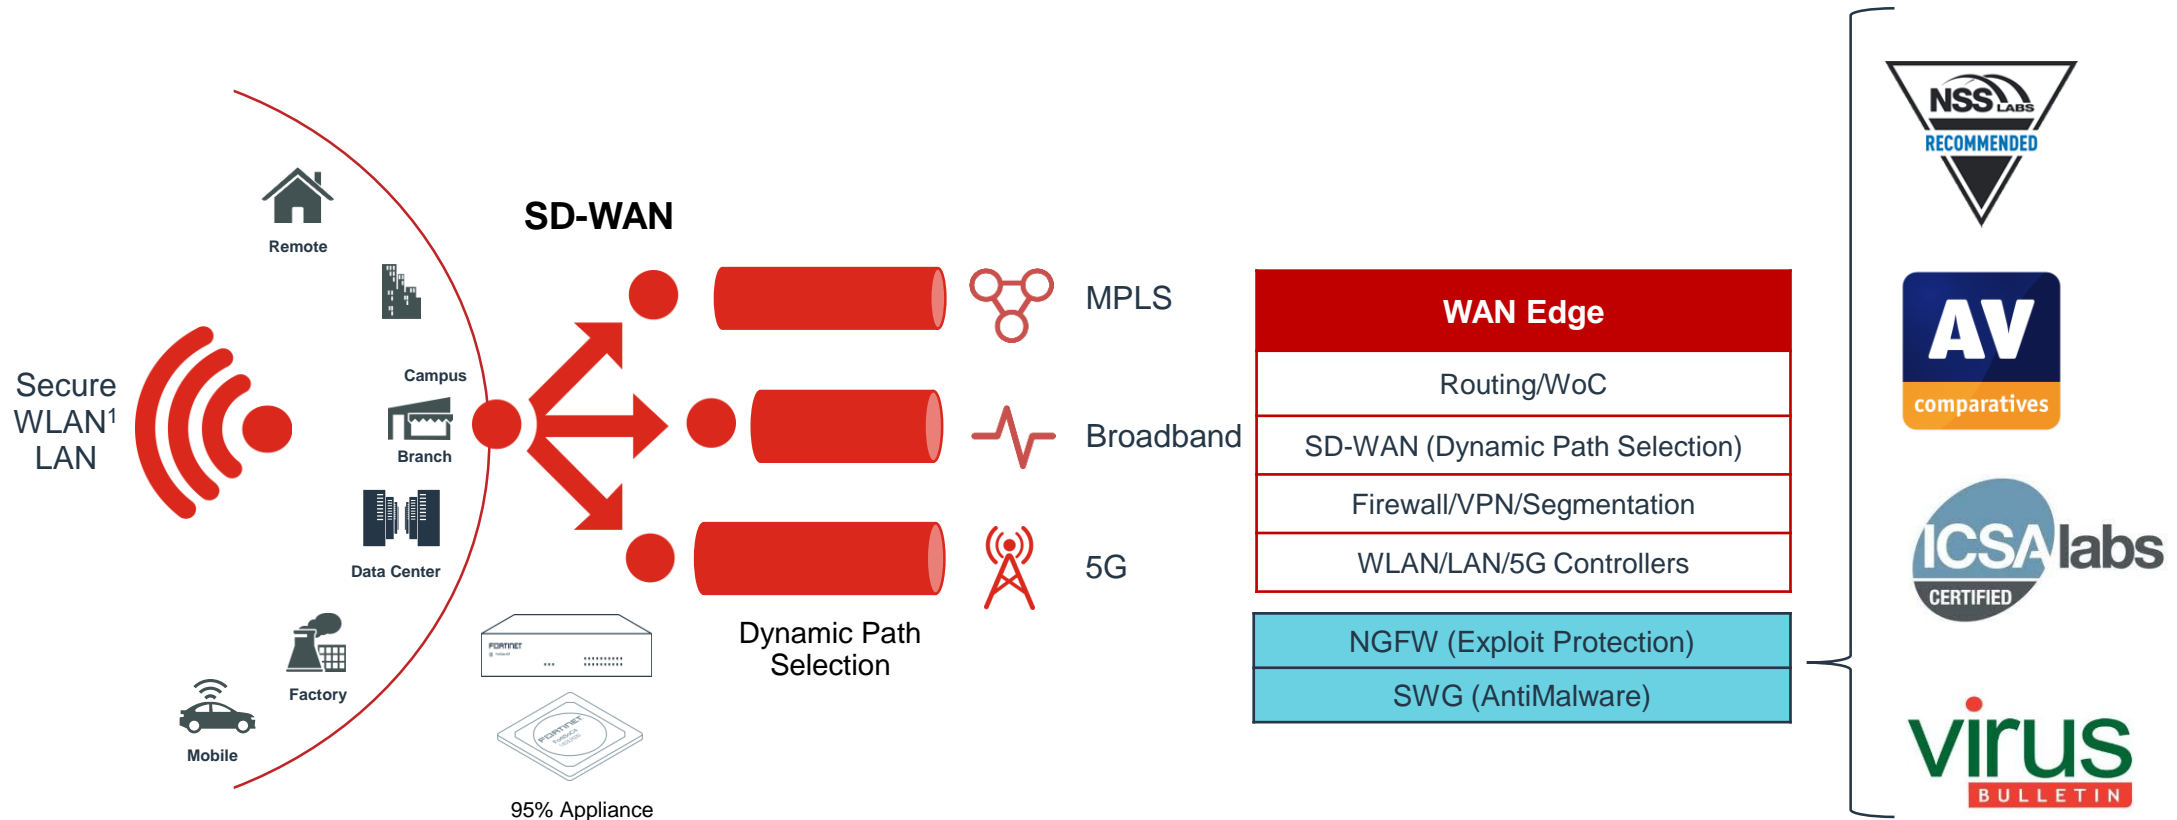 SD-WAN
Remote
Campus
Branch
Data Center
Factory
Mobile
Secure
WLAN¹
LAN
MPLS
Broadband
5G
Dynamic Path
Selection
FORTINET
FORTINET
95% Appliance
WAN Edge
Routing/WoC
SD-WAN (Dynamic Path Selection)
Firewall/VPN/Segmentation
WLAN/LAN/5G Controllers
NGFW (Exploit Protection)
SWG (AntiMalware)
NSS LABS
RECOMMENDED
AV
comparatives
ICSA labs
CERTIFIED
virus
BULLETIN